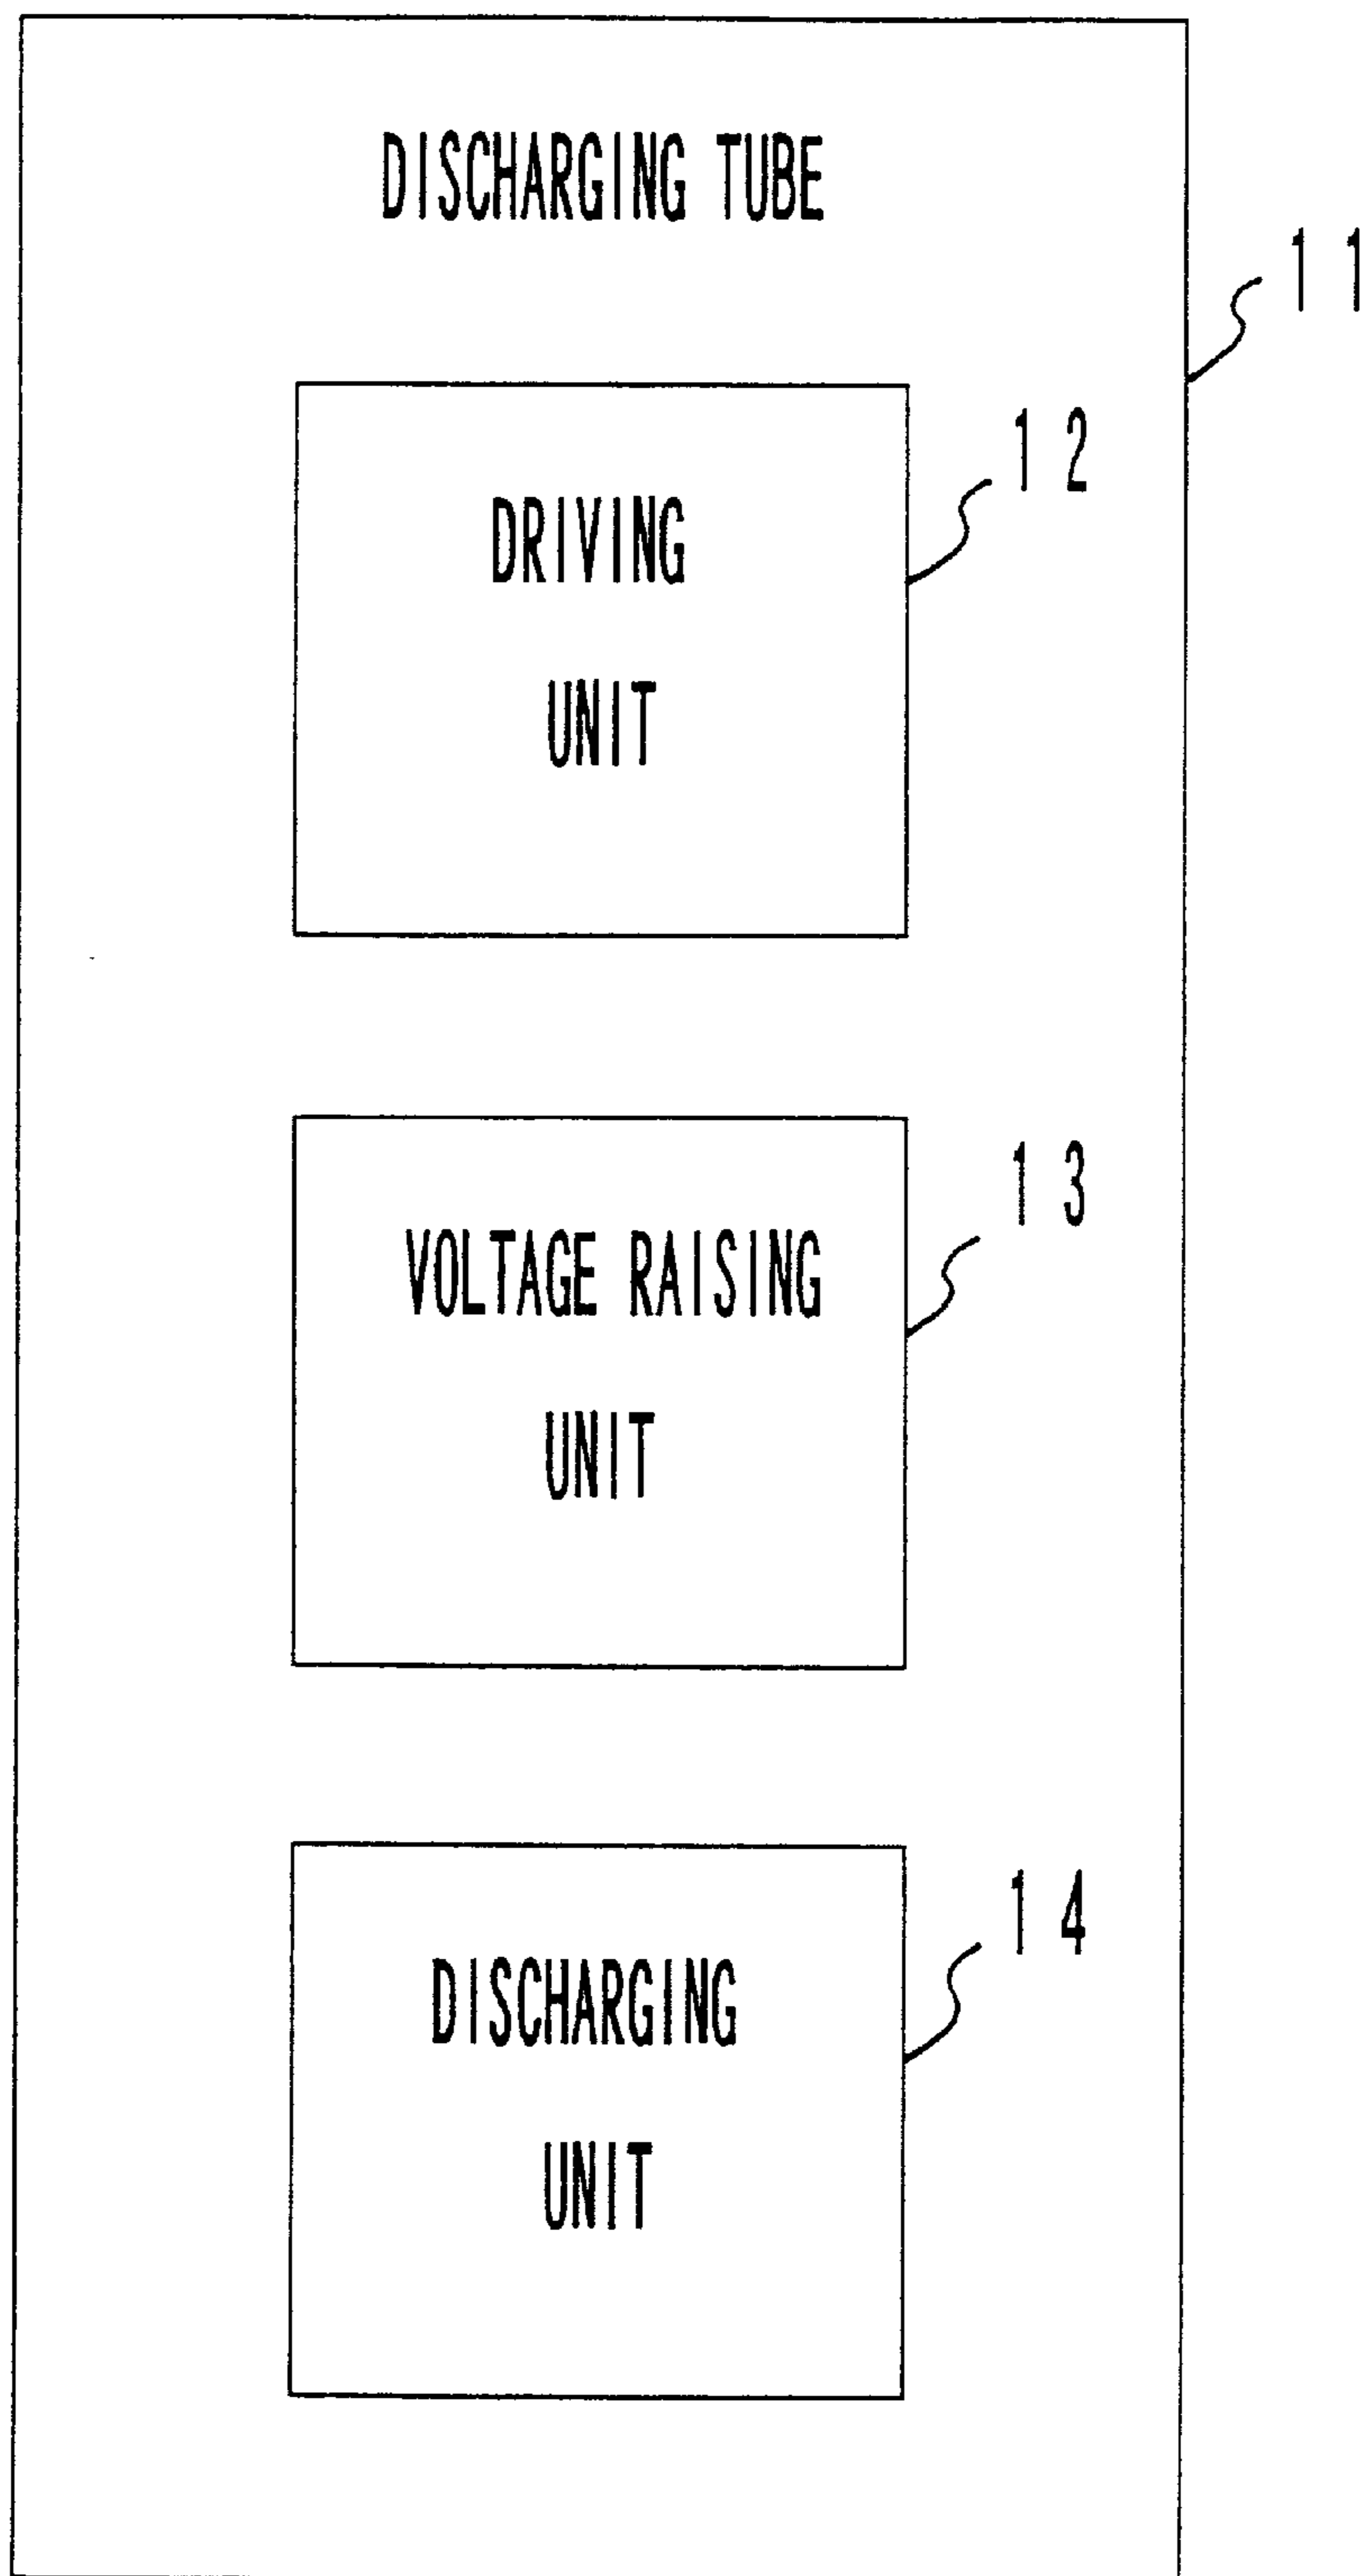 DISCHARGING TUBE
11
12
DRIVING
UNIT
13
VOLTAGE RAISING
UNIT
14
DISCHARGING
UNIT